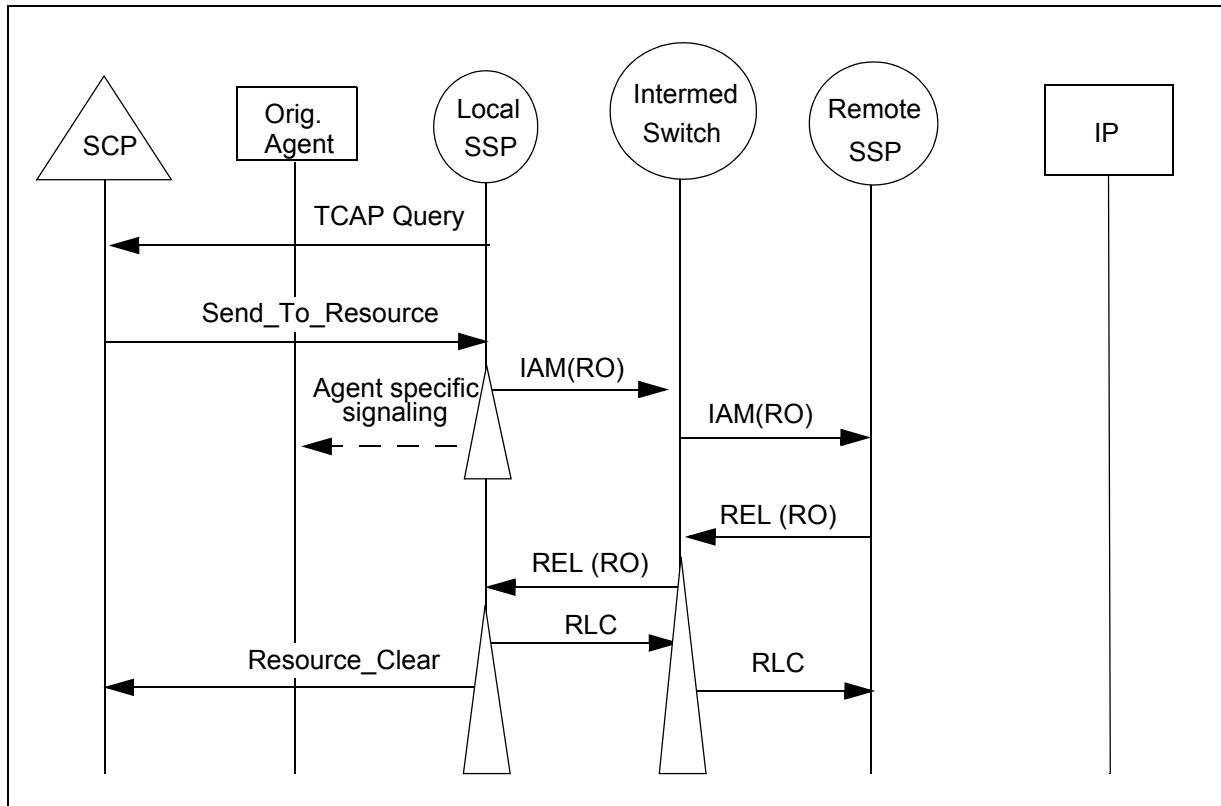 SCP
Orig.
Agent
Local
SSP
Intermed
Switch
Remote
SSP
IP
TCAP Query
Send_To_Resource
IAM(RO)
Agent specific
signaling
IAM(RO)
REL (RO)
REL (RO)
RLC
Resource_Clear
RLC